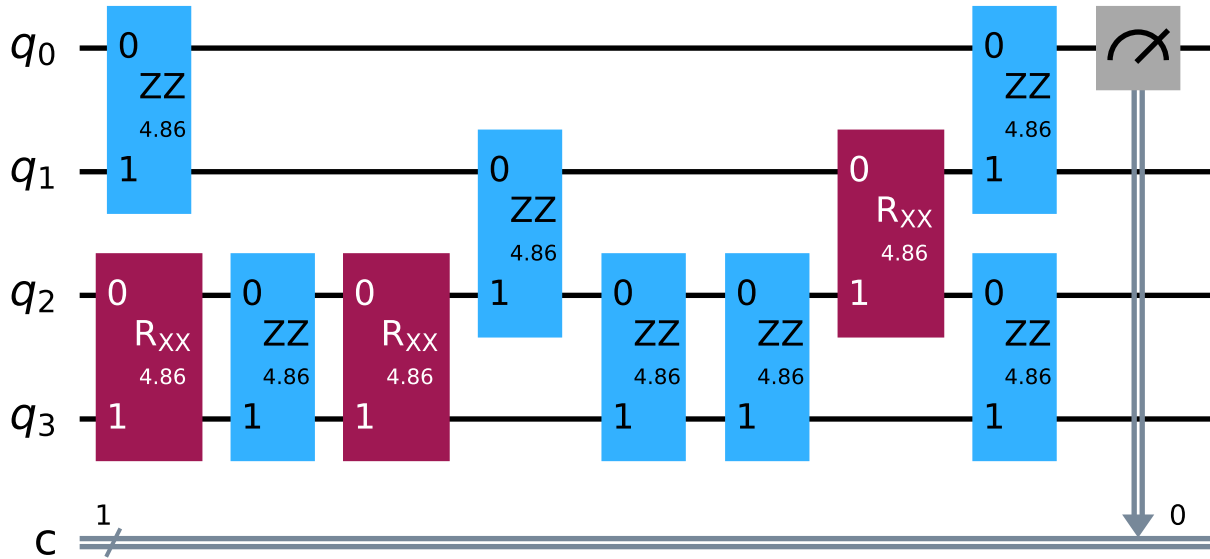 q0 0 0
ZZ ZZ
4.86 4.86
q1 1 0 0 1
ZZ RXX
4.86 4.86
q2 0 0 0 1 0 0 1 0
RXX ZZ RXX ZZ ZZ ZZ
4.86 4.86 4.86 4.86 4.86 4.86
q3 1 1 1 1 1 1
1 0
c